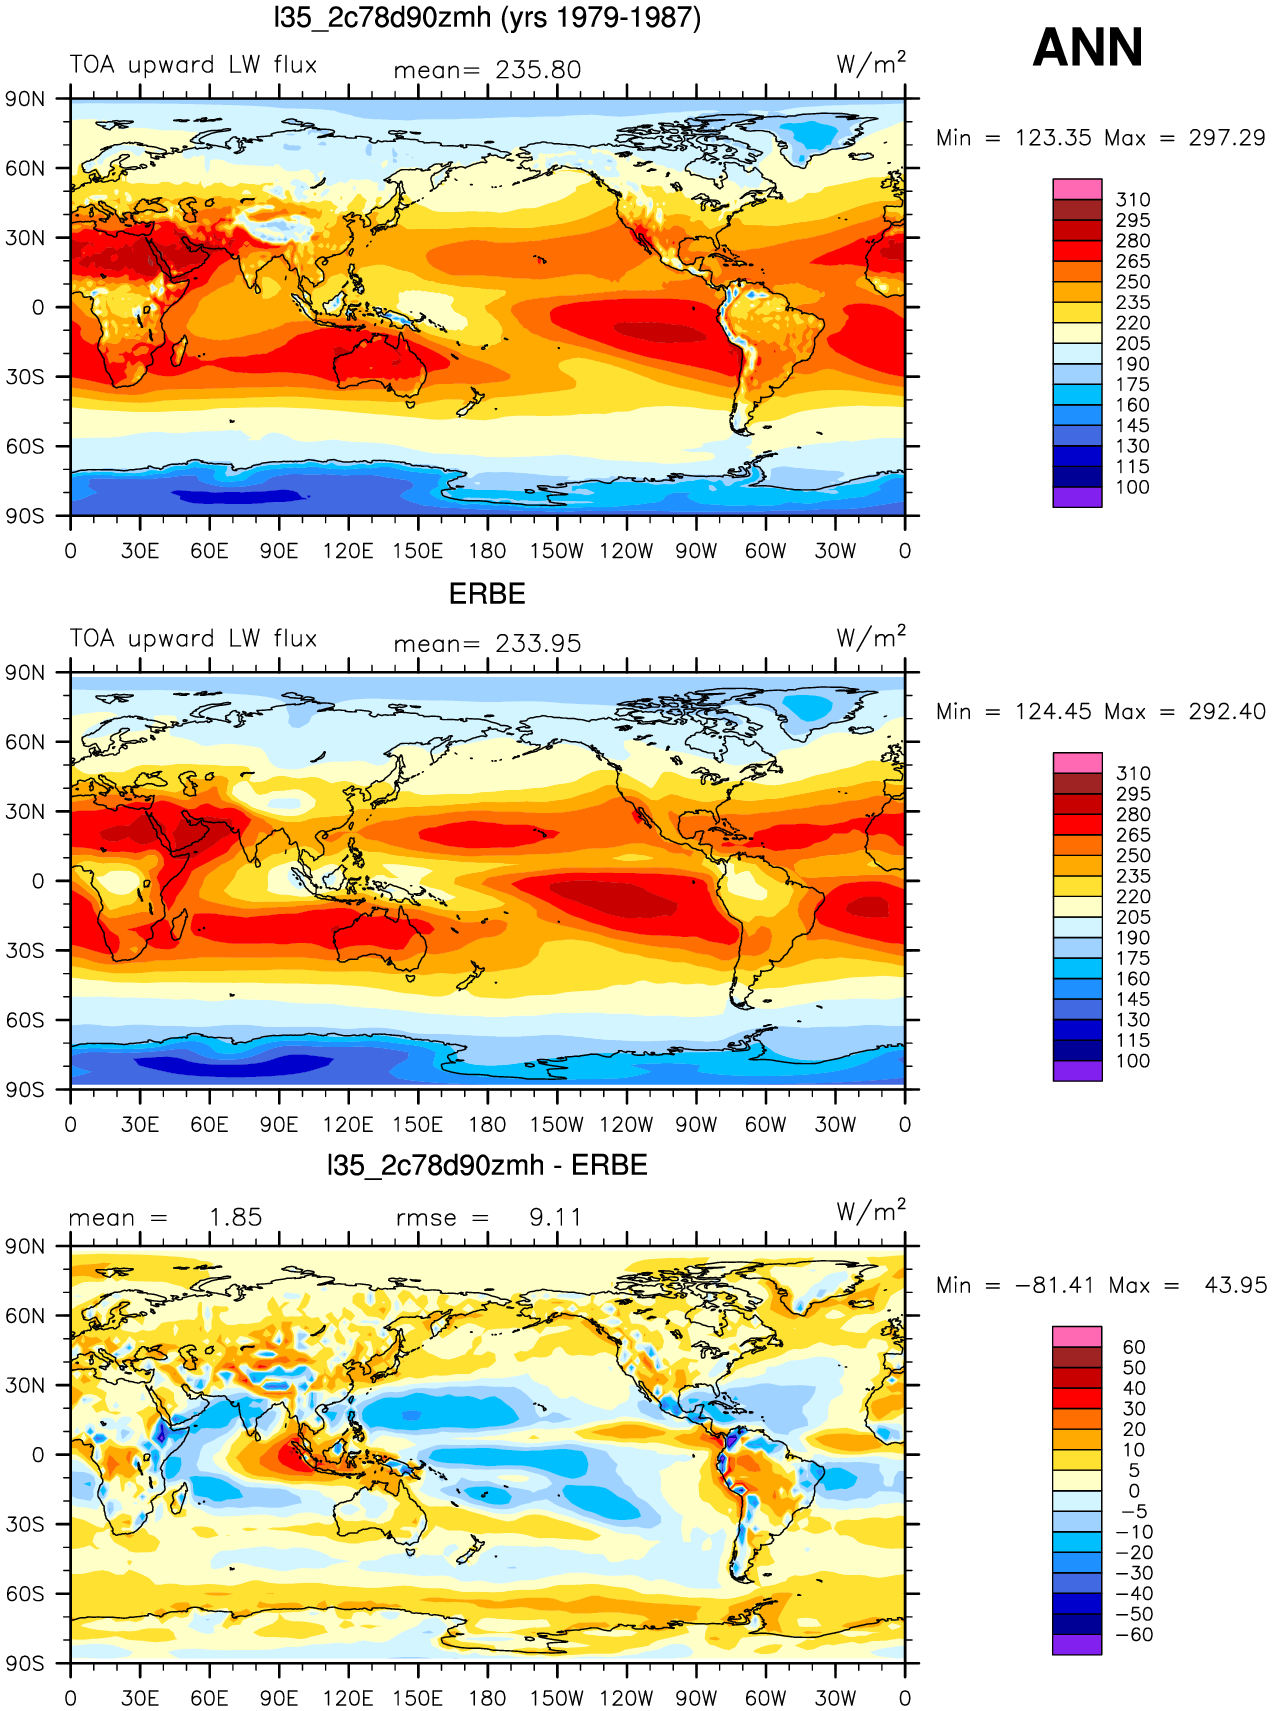 l35_2c78d90zmh (yrs 1979-1987)
ANN
TOA upward LW flux mean= 235.80 W/m²
Min = 123.35 Max = 297.29
90N
60N
30N
0
30S
60S
90S
0 30E 60E 90E 120E 150E 180 150W 120W 90W 60W 30W 0
310
295
280
265
250
235
220
205
190
175
160
145
130
115
100
ERBE
TOA upward LW flux mean= 233.95 W/m²
Min = 124.45 Max = 292.40
90N
60N
30N
0
30S
60S
90S
0 30E 60E 90E 120E 150E 180 150W 120W 90W 60W 30W 0
310
295
280
265
250
235
220
205
190
175
160
145
130
115
100
l35_2c78d90zmh - ERBE
mean = 1.85 rmse = 9.11 W/m²
Min = −81.41 Max = 43.95
90N
60N
30N
0
30S
60S
90S
0 30E 60E 90E 120E 150E 180 150W 120W 90W 60W 30W 0
60
50
40
30
20
10
5
0
−5
−10
−20
−30
−40
−50
−60